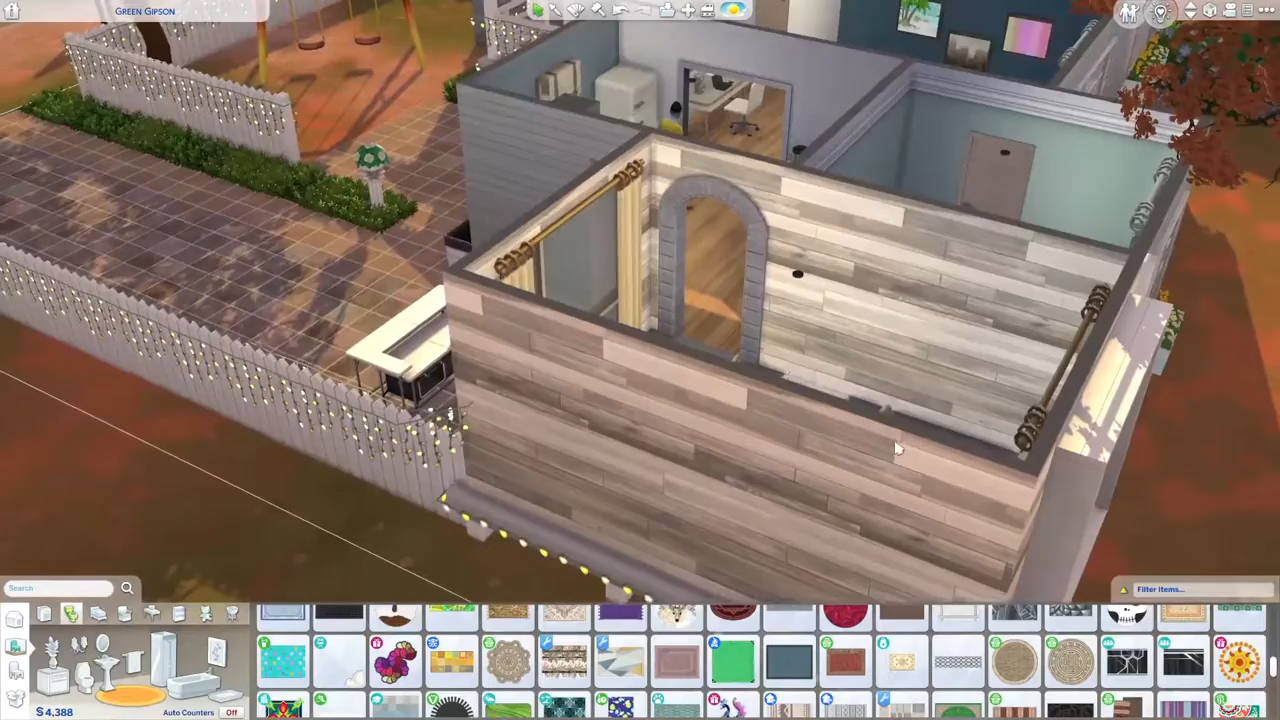 GREEN GIPSON
Search
Filter Items...
$4,388
Auto Counters
Off